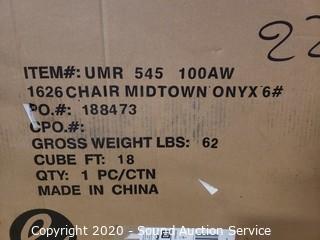 22
ITEM#: UMR 545 100AW
1626 CHAIR MIDTOWN ONYX 6#
PO.#: 188473
CPO.#:
GROSS WEIGHT LBS: 62
CUBE FT: 18
QTY: 1 PC/CTN
MADE IN CHINA
Copyright 2020 - Sound Auction Service